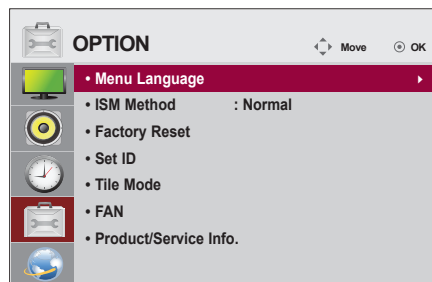 OPTION Move OK
• Menu Language
• ISM Method : Normal
• Factory Reset
• Set ID
• Tile Mode
• FAN
• Product/Service Info.